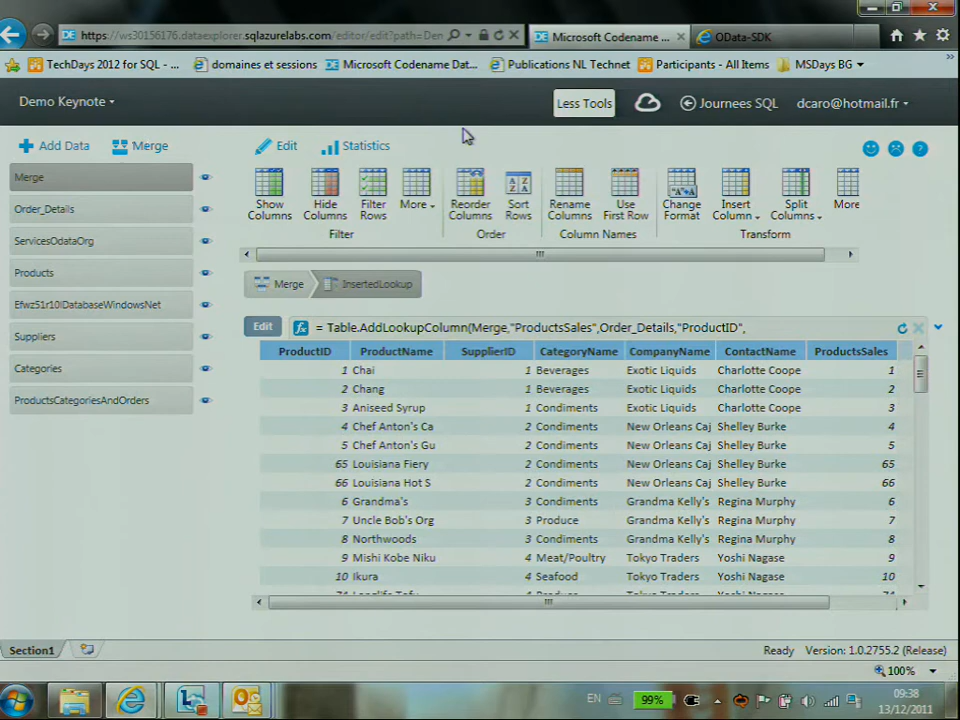 https://ws30156176.dataexplorer.sqlazurelabs.com/editor/edit?path=Den
Microsoft Codename ...
OData-SDK
TechDays 2012 for SQL - ...
domaines et sessions
Microsoft Codename Dat...
Publications NL Technet
Participants - All Items
MSDays BG
Demo Keynote
Less Tools
Journees SQL
dcaro@hotmail.fr
Add Data
Merge
Edit
Statistics
Merge
Order_Details
ServicesOdataOrg
Products
Efwz51r10lDatabaseWindowsNet
Suppliers
Categories
ProductsCategoriesAndOrders
Show Columns
Hide Columns
Filter Rows
More
Reorder Columns
Sort Rows
Rename Columns
Use First Row
Change Format
Insert Column
Split Columns
More
Filter
Order
Column Names
Transform
Merge
InsertedLookup
Edit
fx
= Table.AddLookupColumn(Merge,"ProductsSales",Order_Details,"ProductID",
ProductID ProductName SupplierID CategoryName CompanyName ContactName ProductsSales
1 Chai 1 Beverages Exotic Liquids Charlotte Coope 1
2 Chang 1 Beverages Exotic Liquids Charlotte Coope 2
3 Aniseed Syrup 1 Condiments Exotic Liquids Charlotte Coope 3
4 Chef Anton's Ca 2 Condiments New Orleans Caj Shelley Burke 4
5 Chef Anton's Gu 2 Condiments New Orleans Caj Shelley Burke 5
65 Louisiana Fiery 2 Condiments New Orleans Caj Shelley Burke 65
66 Louisiana Hot S 2 Condiments New Orleans Caj Shelley Burke 66
6 Grandma's 3 Condiments Grandma Kelly's Regina Murphy 6
7 Uncle Bob's Org 3 Produce Grandma Kelly's Regina Murphy 7
8 Northwoods 3 Condiments Grandma Kelly's Regina Murphy 8
9 Mishi Kobe Niku 4 Meat/Poultry Tokyo Traders Yoshi Nagase 9
10 Ikura 4 Seafood Tokyo Traders Yoshi Nagase 10
74 Longlife Tofu 4 Produce Tokyo Traders Yoshi Nagase 74
Section1
Ready Version: 1.0.2755.2 (Release)
100%
EN
99%
09:38
13/12/2011